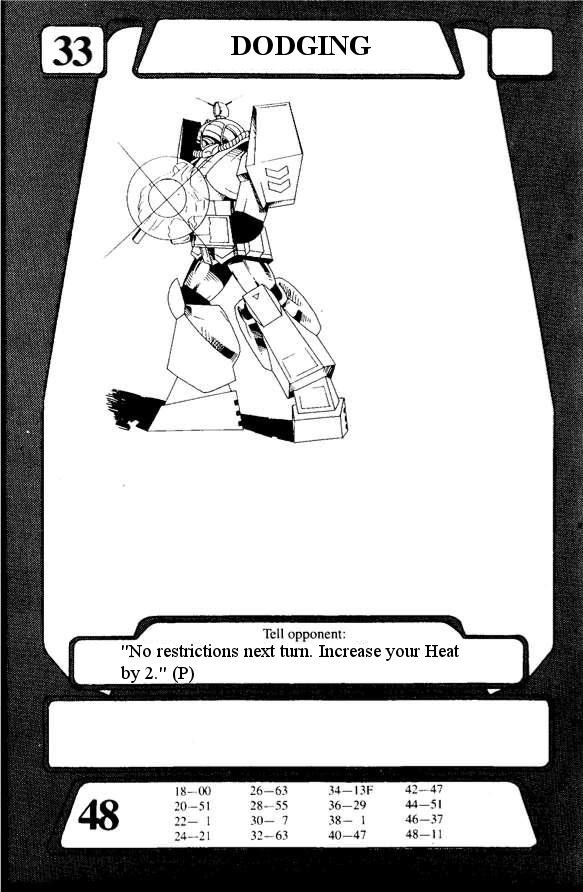 33
DODGING
Tell opponent:
"No restrictions next turn. Increase your Heat
by 2." (P)
48
18—00 26—63 34—13F 42—47
20—51 28—55 36—29 44—51
22— 1 30— 7 38— 1 46—37
24—21 32—63 40—47 48—11